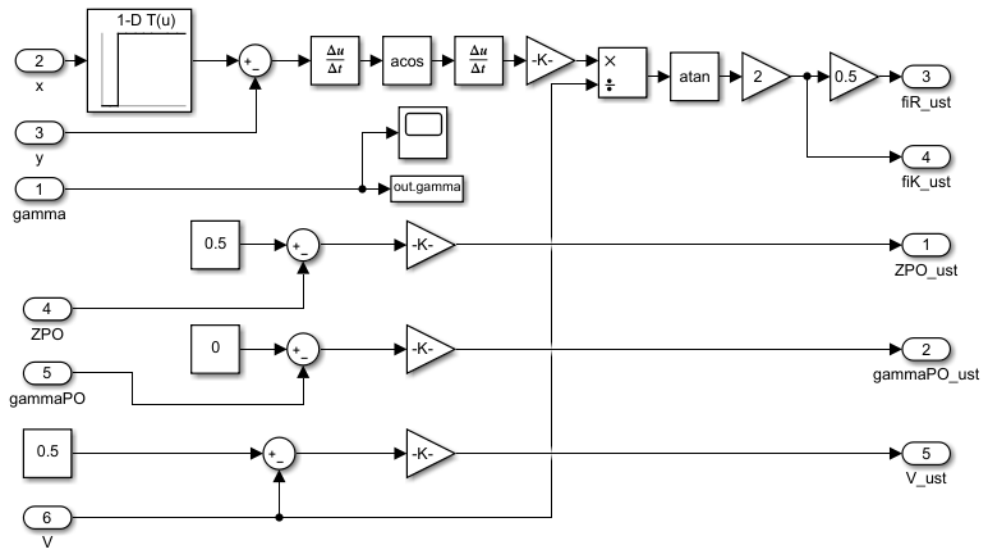 1-D T(u)
2
x
+
−
Δu
Δt
acos
Δu
Δt
-K-
×
÷
atan
2
0.5
3
fiR_ust
3
y
4
fiK_ust
1
gamma
out.gamma
0.5
+
−
-K-
1
ZPO_ust
4
ZPO
0
+
−
-K-
2
gammaPO_ust
5
gammaPO
0.5
+
−
-K-
5
V_ust
6
V